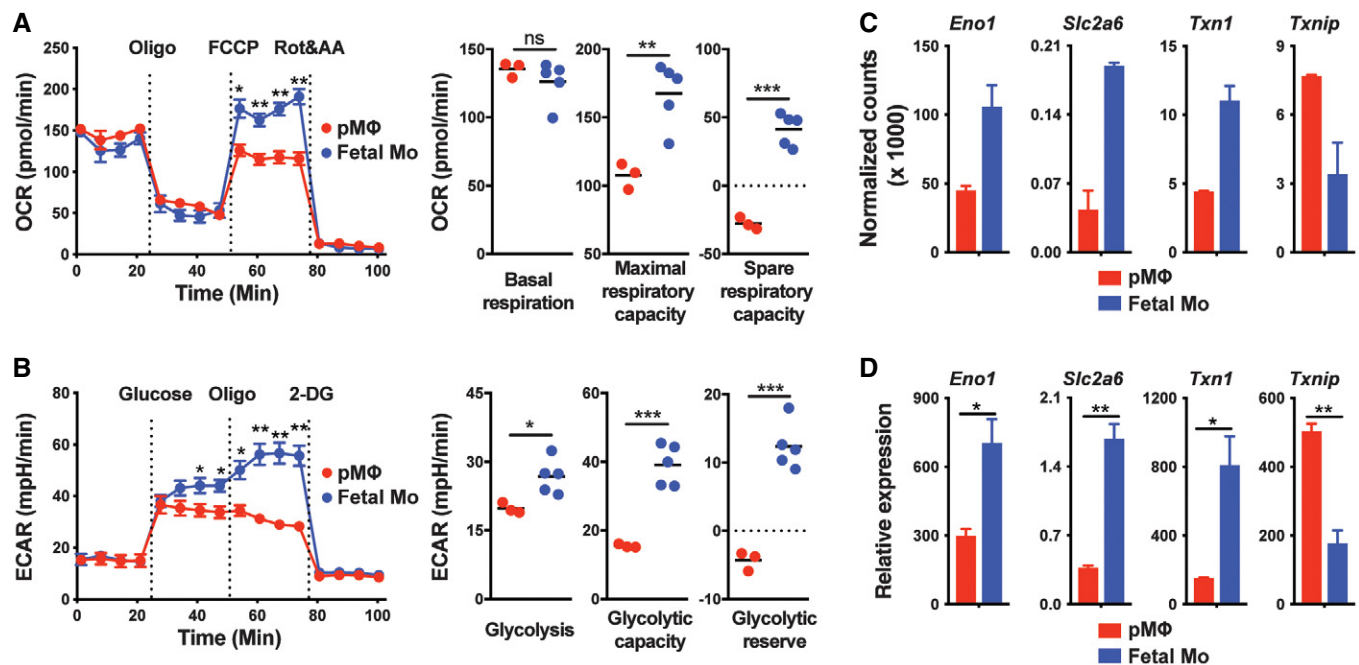 A
Oligo FCCP Rot&AA
OCR (pmol/min)
250
200
150
100
50
0
* ** ** **
pMΦ
Fetal Mo
0 20 40 60 80 100
Time (Min)
OCR (pmol/min)
150
100
50
0
ns
Basal
respiration
200
150
100
50
**
Maximal
respiratory
capacity
100
50
0
-50
***
Spare
respiratory
capacity
B
Glucose Oligo 2-DG
ECAR (mpH/min)
80
60
40
20
0
* * * ** ** **
pMΦ
Fetal Mo
0 20 40 60 80 100
Time (Min)
ECAR (mpH/min)
45
30
15
0
*
Glycolysis
60
40
20
0
***
Glycolytic
capacity
20
10
0
-10
***
Glycolytic
reserve
C
Normalized counts
(x 1000)
Eno1
150
100
50
0
Slc2a6
0.21
0.14
0.07
0.00
Txn1
15
10
5
0
Txnip
9
6
3
0
pMΦ
Fetal Mo
D
Relative expression
Eno1
900
600
300
0
*
Slc2a6
2.1
1.4
0.7
0.0
**
Txn1
1200
800
400
0
*
Txnip
600
400
200
0
**
pMΦ
Fetal Mo